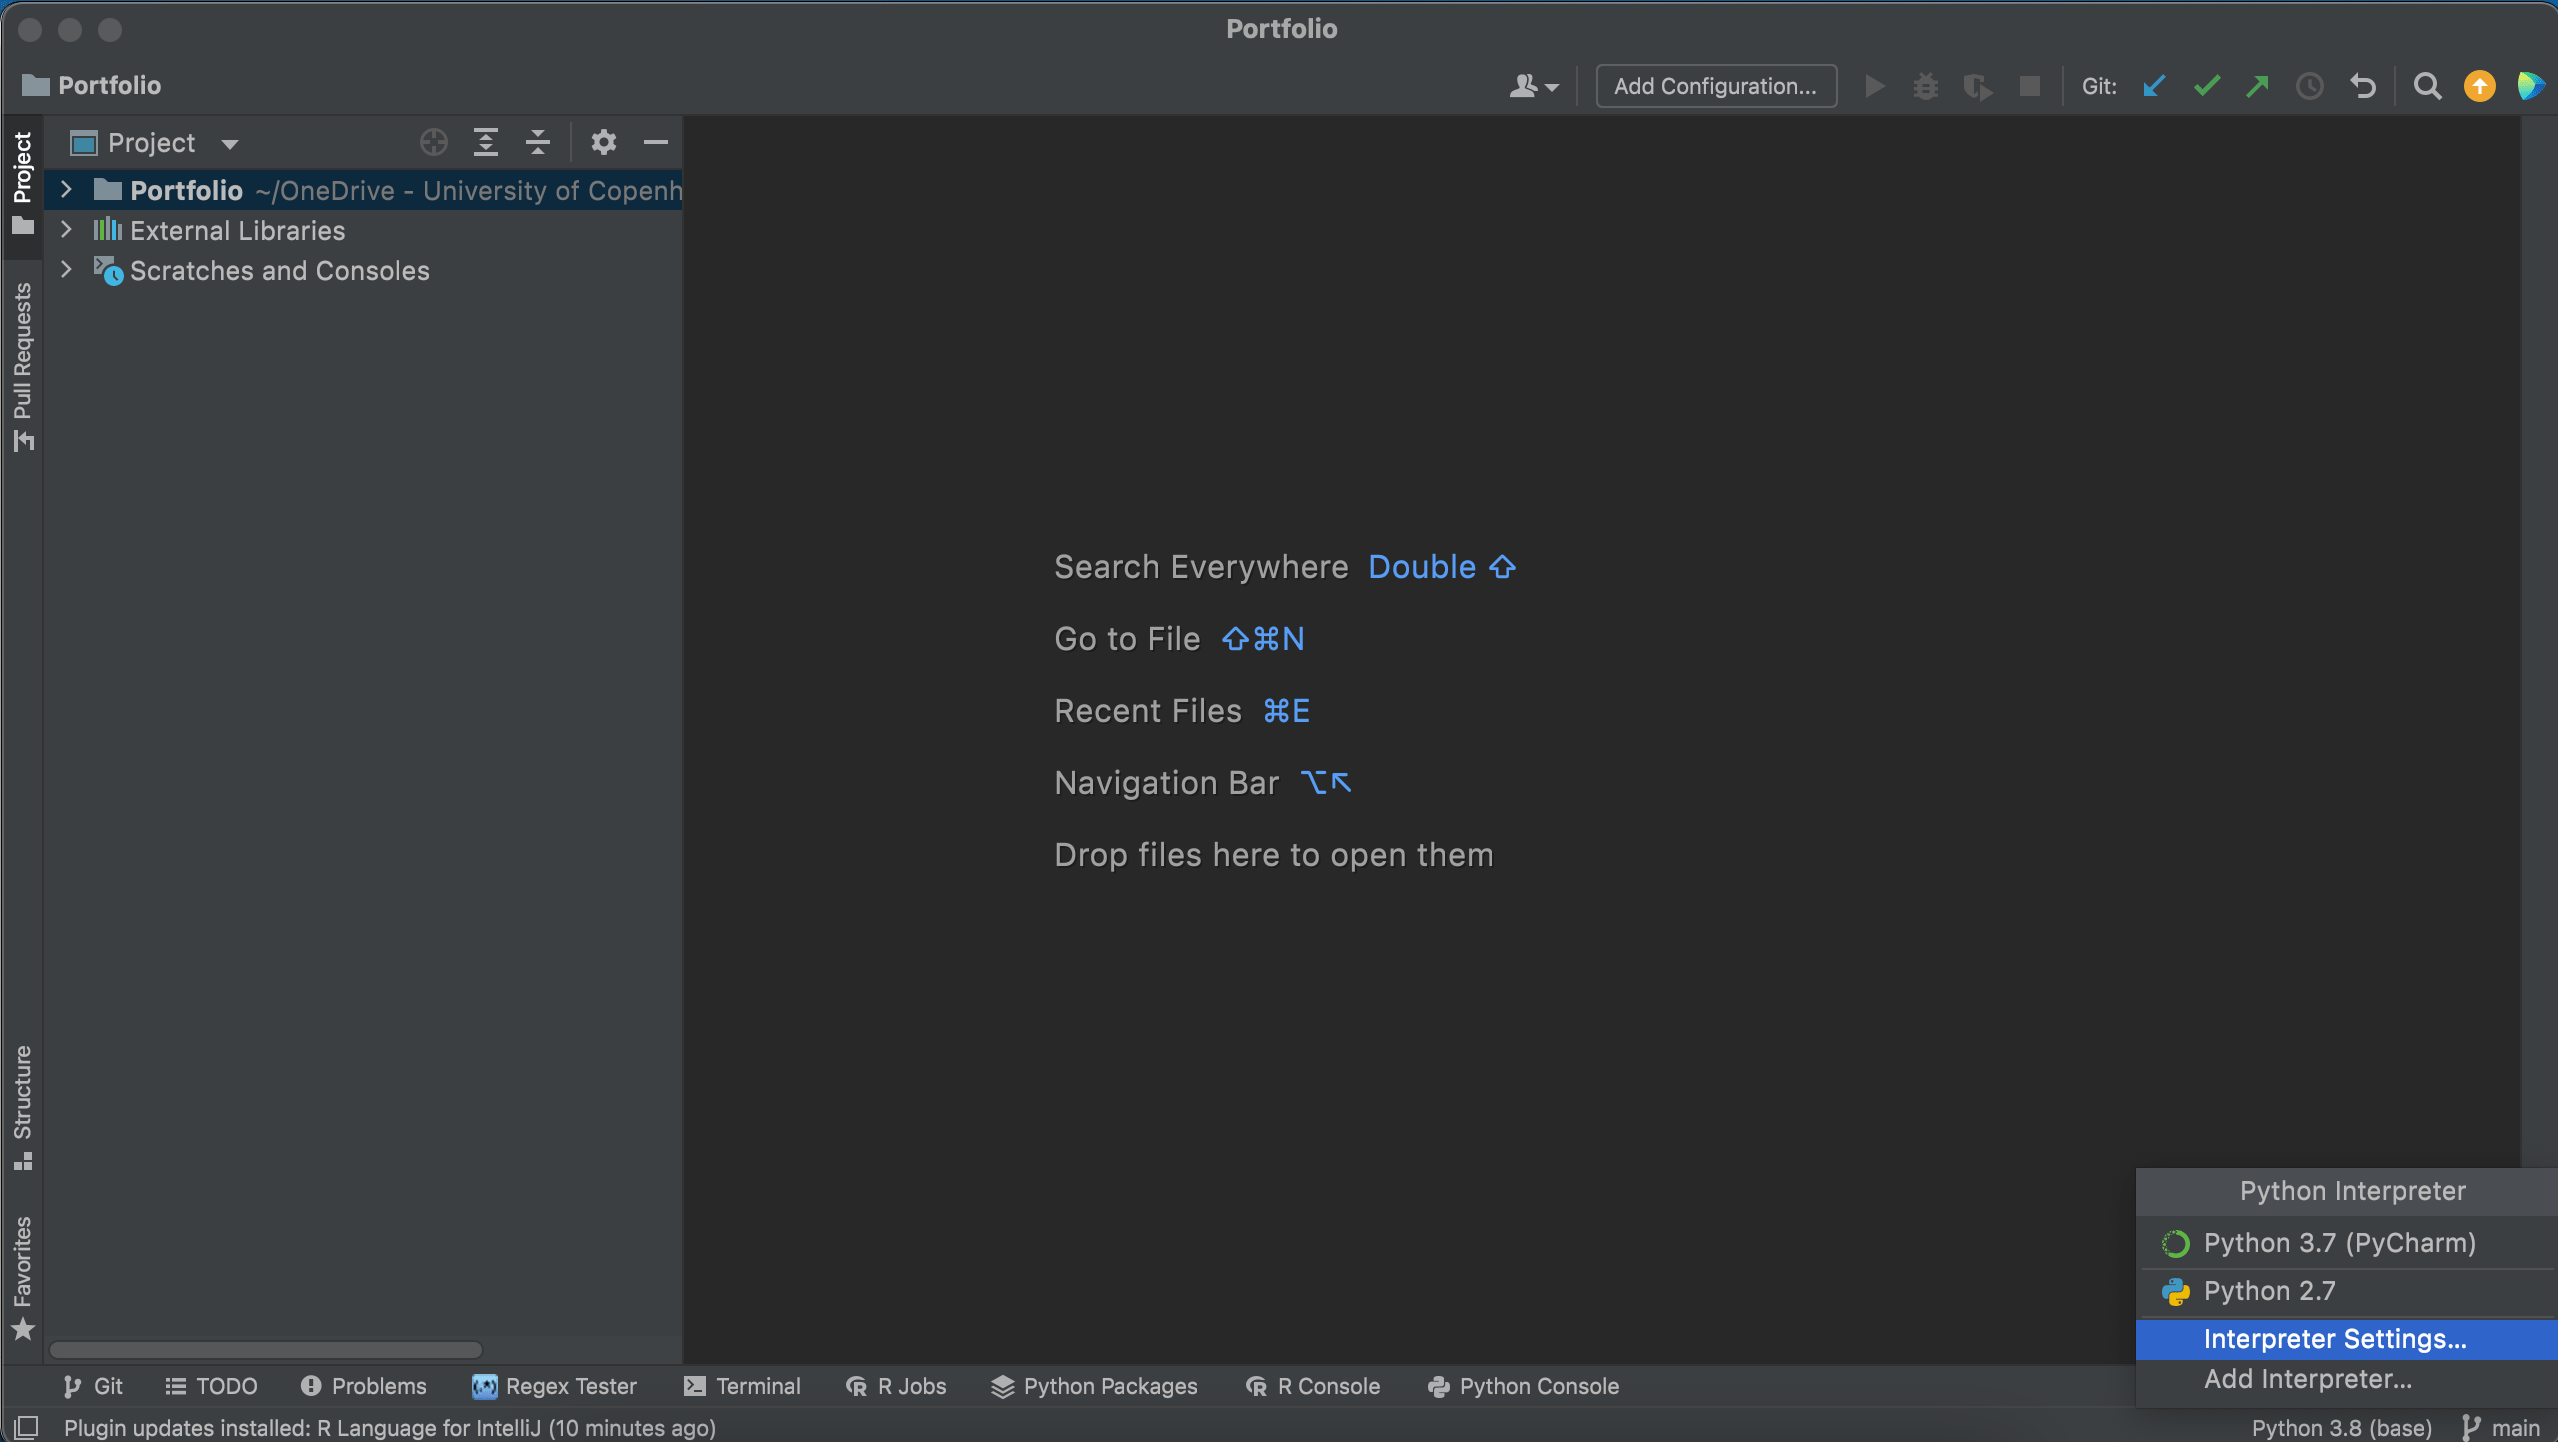 Portfolio
Portfolio
Add Configuration...
Git:
Project
Project
Portfolio ~/OneDrive - University of Copenh
External Libraries
Scratches and Consoles
Pull Requests
Search Everywhere Double ⇧
Go to File ⇧⌘N
Recent Files ⌘E
Navigation Bar ⌥↖
Drop files here to open them
Structure
Favorites
Python Interpreter
Python 3.7 (PyCharm)
Python 2.7
Interpreter Settings...
Add Interpreter...
Git TODO Problems Regex Tester Terminal R Jobs Python Packages R Console Python Console
Plugin updates installed: R Language for IntelliJ (10 minutes ago) Python 3.8 (base) main